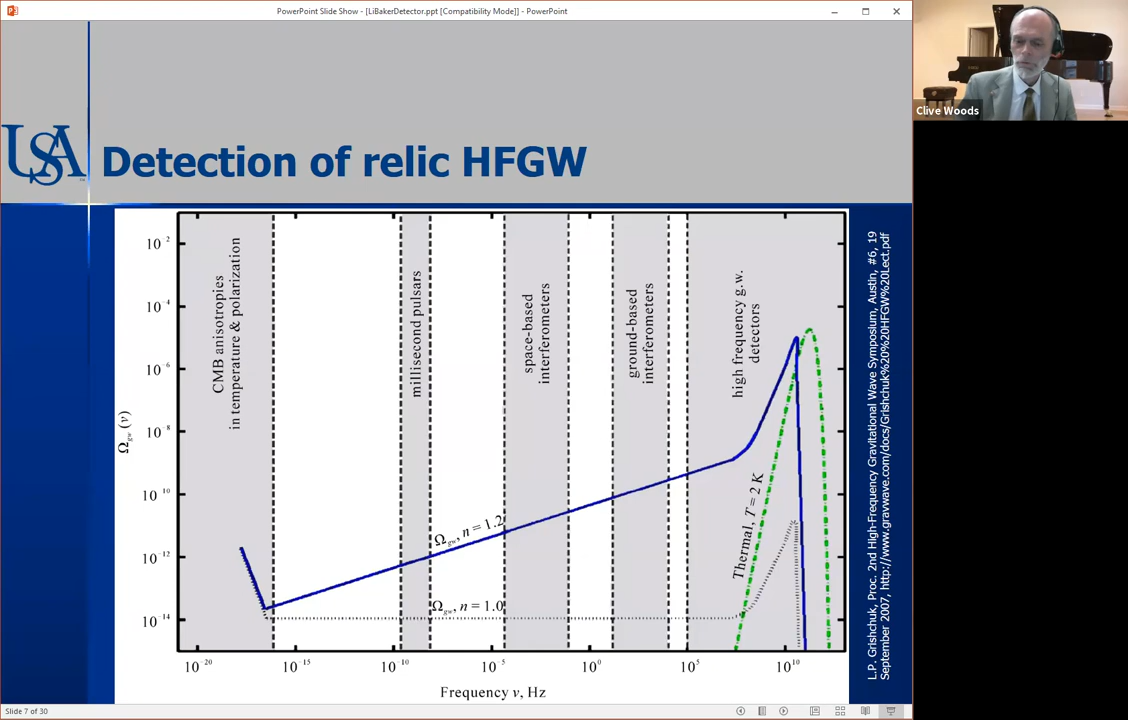 PowerPoint Slide Show - [LiBakerDetector.ppt [Compatibility Mode]] - PowerPoint
Clive Woods
USA
Detection of relic HFGW
10⁻²
10⁻⁴
10⁻⁶
10⁻⁸
10⁻¹⁰
10⁻¹²
10⁻¹⁴
Ωgw (ν)
CMB anisotropies
in temperature & polarization
millisecond pulsars
space-based
interferometers
ground-based
interferometers
high frequency g.w.
detectors
Ωgw, n = 1.2
Ωgw, n = 1.0
Thermal, T = 2 K
10⁻²⁰
10⁻¹⁵
10⁻¹⁰
10⁻⁵
10⁰
10⁵
10¹⁰
Frequency ν, Hz
L.P. Grishchuk, Proc. 2nd High-Frequency Gravitational Wave Symposium, Austin, #6, 19
September 2007, http://www.gravwave.com/docs/Grishchuk%20%20HFGW%20Lect.pdf
Slide 7 of 30